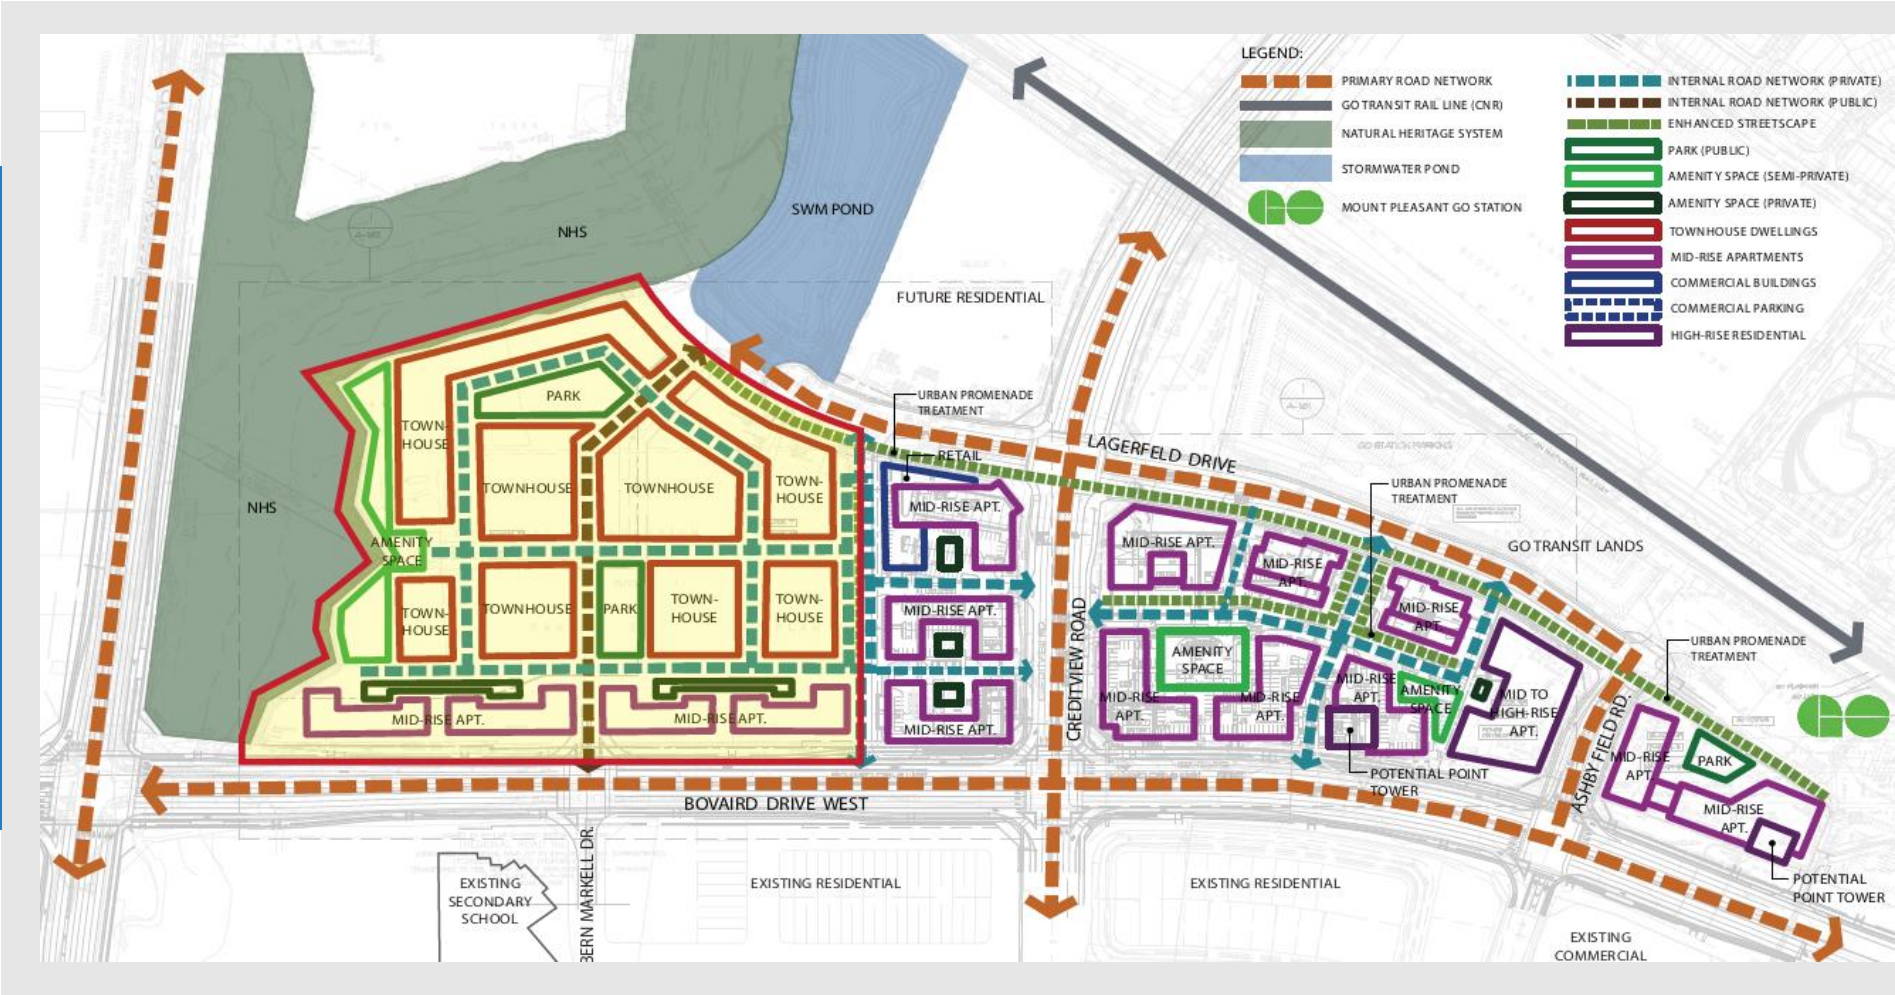 LEGEND:
PRIMARY ROAD NETWORK
GO TRANSIT RAIL LINE (CNR)
NATURAL HERITAGE SYSTEM
STORMWATER POND
GO
MOUNT PLEASANT GO STATION
INTERNAL ROAD NETWORK (PRIVATE)
INTERNAL ROAD NETWORK (PUBLIC)
ENHANCED STREETSCAPE
PARK (PUBLIC)
AMENITY SPACE (SEMI-PRIVATE)
AMENITY SPACE (PRIVATE)
TOWNHOUSE DWELLINGS
MID-RISE APARTMENTS
COMMERCIAL BUILDINGS
COMMERCIAL PARKING
HIGH-RISE RESIDENTIAL
SWM POND
NHS
FUTURE RESIDENTIAL
PARK
URBAN PROMENADE
TREATMENT
TOWN-
HOUSE
RETAIL
LAGERFELD DRIVE
GO STATION PARKING
TOWNHOUSE
TOWNHOUSE
TOWN-
HOUSE
URBAN PROMENADE
TREATMENT
NHS
MID-RISE APT.
MID-RISE APT.
MID-RISE
APT.
GO TRANSIT LANDS
AMENITY
SPACE
TOWN-
HOUSE
TOWNHOUSE
PARK
TOWN-
HOUSE
TOWN-
HOUSE
MID-RISE APT.
CREDITVIEW ROAD
MID-RISE
APT.
URBAN PROMENADE
TREATMENT
AMENITY
SPACE
MID-RISE
APT.
MID-RISE
APT.
MID-RISE
APT.
AMENITY
SPACE
MID TO
HIGH-RISE
APT.
MID-RISE APT.
MID-RISE APT.
MID-RISE APT.
ASHBY FIELD RD.
GO
MID-RISE
APT.
PARK
POTENTIAL POINT
TOWER
BOVAIRD DRIVE WEST
MID-RISE
APT.
BERN MARKELL DR.
EXISTING
SECONDARY
SCHOOL
EXISTING RESIDENTIAL
EXISTING RESIDENTIAL
POTENTIAL
POINT TOWER
EXISTING
COMMERCIAL